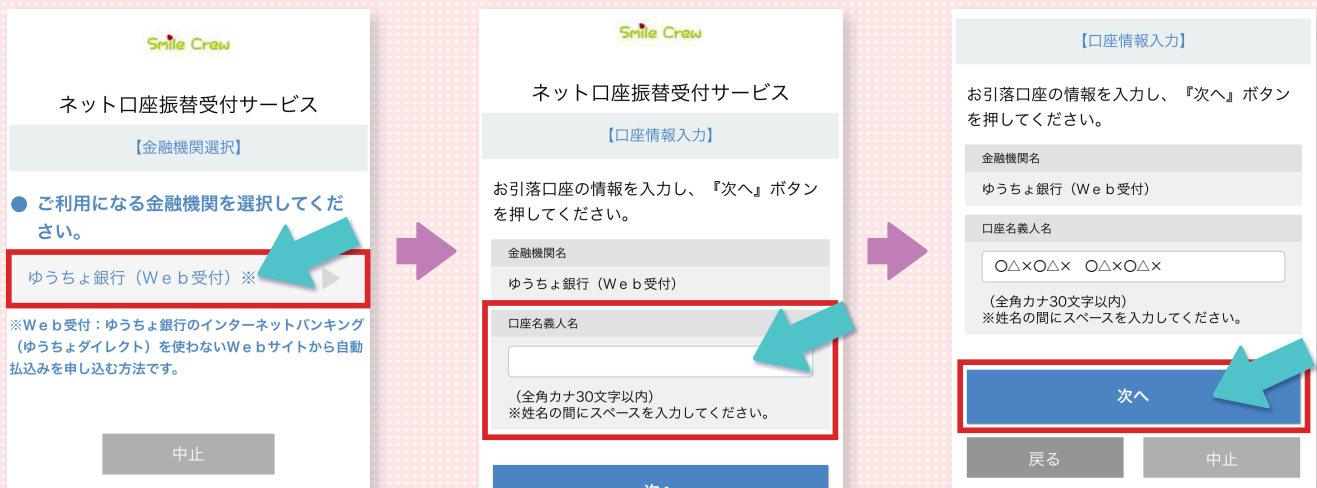 Smile Crew
ネット口座振替受付サービス
【金融機関選択】
● ご利用になる金融機関を選択してくだ
さい。
ゆうちょ銀行（Ｗｅｂ受付）※
※Ｗｅｂ受付：ゆうちょ銀行のインターネットバンキング
（ゆうちょダイレクト）を使わないＷｅｂサイトから自動
払込みを申し込む方法です。
中止
Smile Crew
ネット口座振替受付サービス
【口座情報入力】
お引落口座の情報を入力し、『次へ』ボタン
を押してください。
金融機関名
ゆうちょ銀行（Ｗｅｂ受付）
口座名義人名
（全角カナ30文字以内）
※姓名の間にスペースを入力してください。
次へ
【口座情報入力】
お引落口座の情報を入力し、『次へ』ボタン
を押してください。
金融機関名
ゆうちょ銀行（Ｗｅｂ受付）
口座名義人名
〇△×〇△×　〇△×〇△×
（全角カナ30文字以内）
※姓名の間にスペースを入力してください。
次へ
戻る
中止